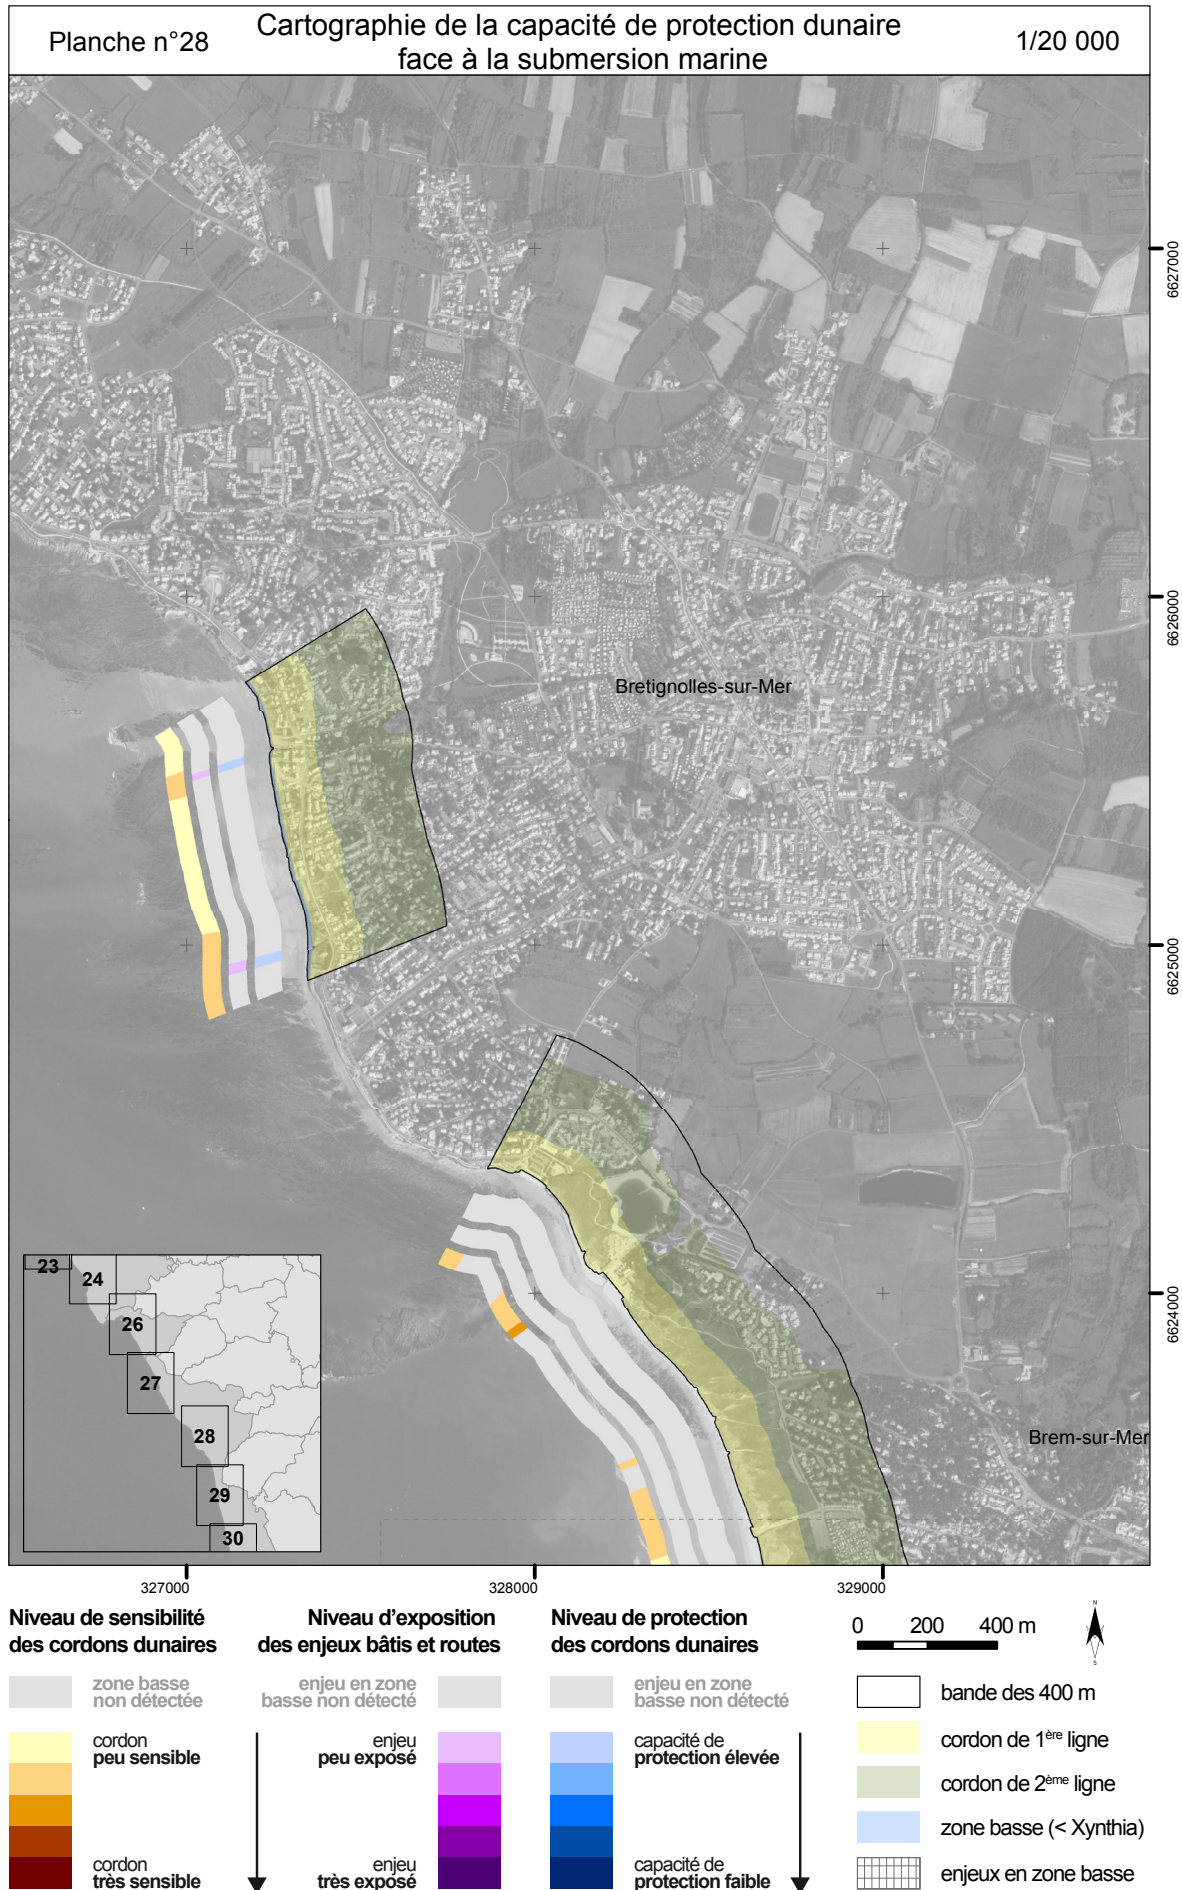 Planche n°28
Cartographie de la capacité de protection dunaire
face à la submersion marine
1/20 000
6627000
6626000
Bretignolles-sur-Mer
6625000
6624000
Brem-sur-Mer
23
24
26
27
28
29
30
327000
328000
329000
Niveau de sensibilité
des cordons dunaires
zone basse
non détectée
cordon
peu sensible
cordon
très sensible
Niveau d'exposition
des enjeux bâtis et routes
enjeu en zone
basse non détecté
enjeu
peu exposé
enjeu
très exposé
Niveau de protection
des cordons dunaires
enjeu en zone
basse non détecté
capacité de
protection élevée
capacité de
protection faible
0 200 400 m
N
S
bande des 400 m
cordon de 1ère ligne
cordon de 2ème ligne
zone basse (< Xynthia)
enjeux en zone basse